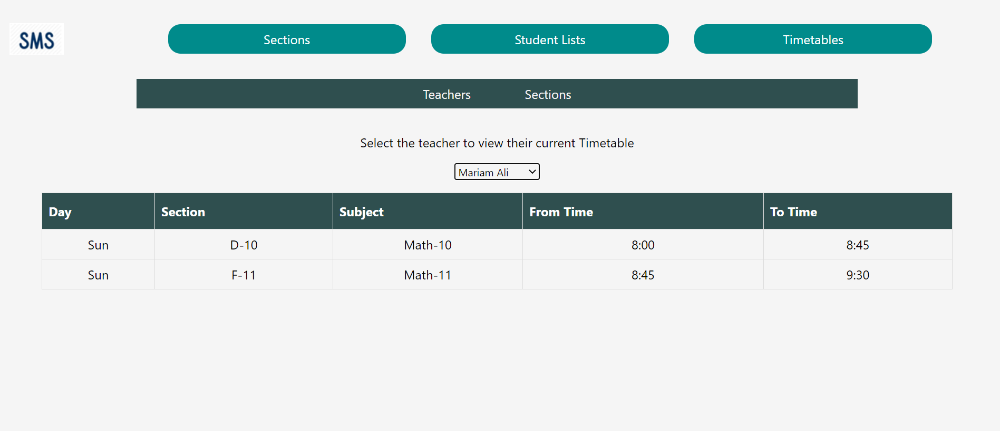 SMS
Sections Student Lists Timetables
Teachers Sections
Select the teacher to view their current Timetable
Mariam Ali
Day Section Subject From Time To Time
Sun D-10 Math-10 8:00 8:45
Sun F-11 Math-11 8:45 9:30